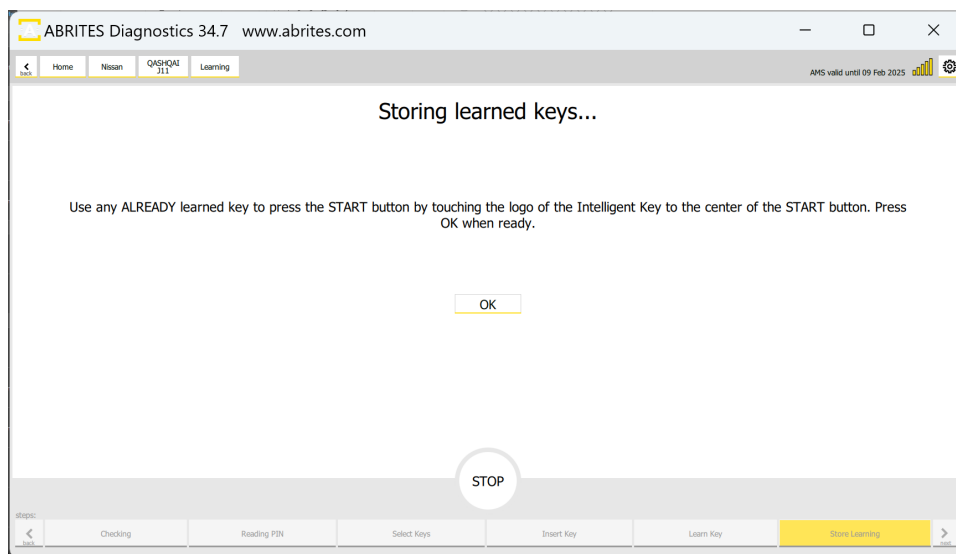 ABRITES Diagnostics 34.7 www.abrites.com
back
Home
Nissan
QASHQAI
J11
Learning
AMS valid until 09 Feb 2025
Storing learned keys...
Use any ALREADY learned key to press the START button by touching the logo of the Intelligent Key to the center of the START button. Press
OK when ready.
OK
STOP
steps:
back
Checking
Reading PIN
Select Keys
Insert Key
Learn Key
Store Learning
next